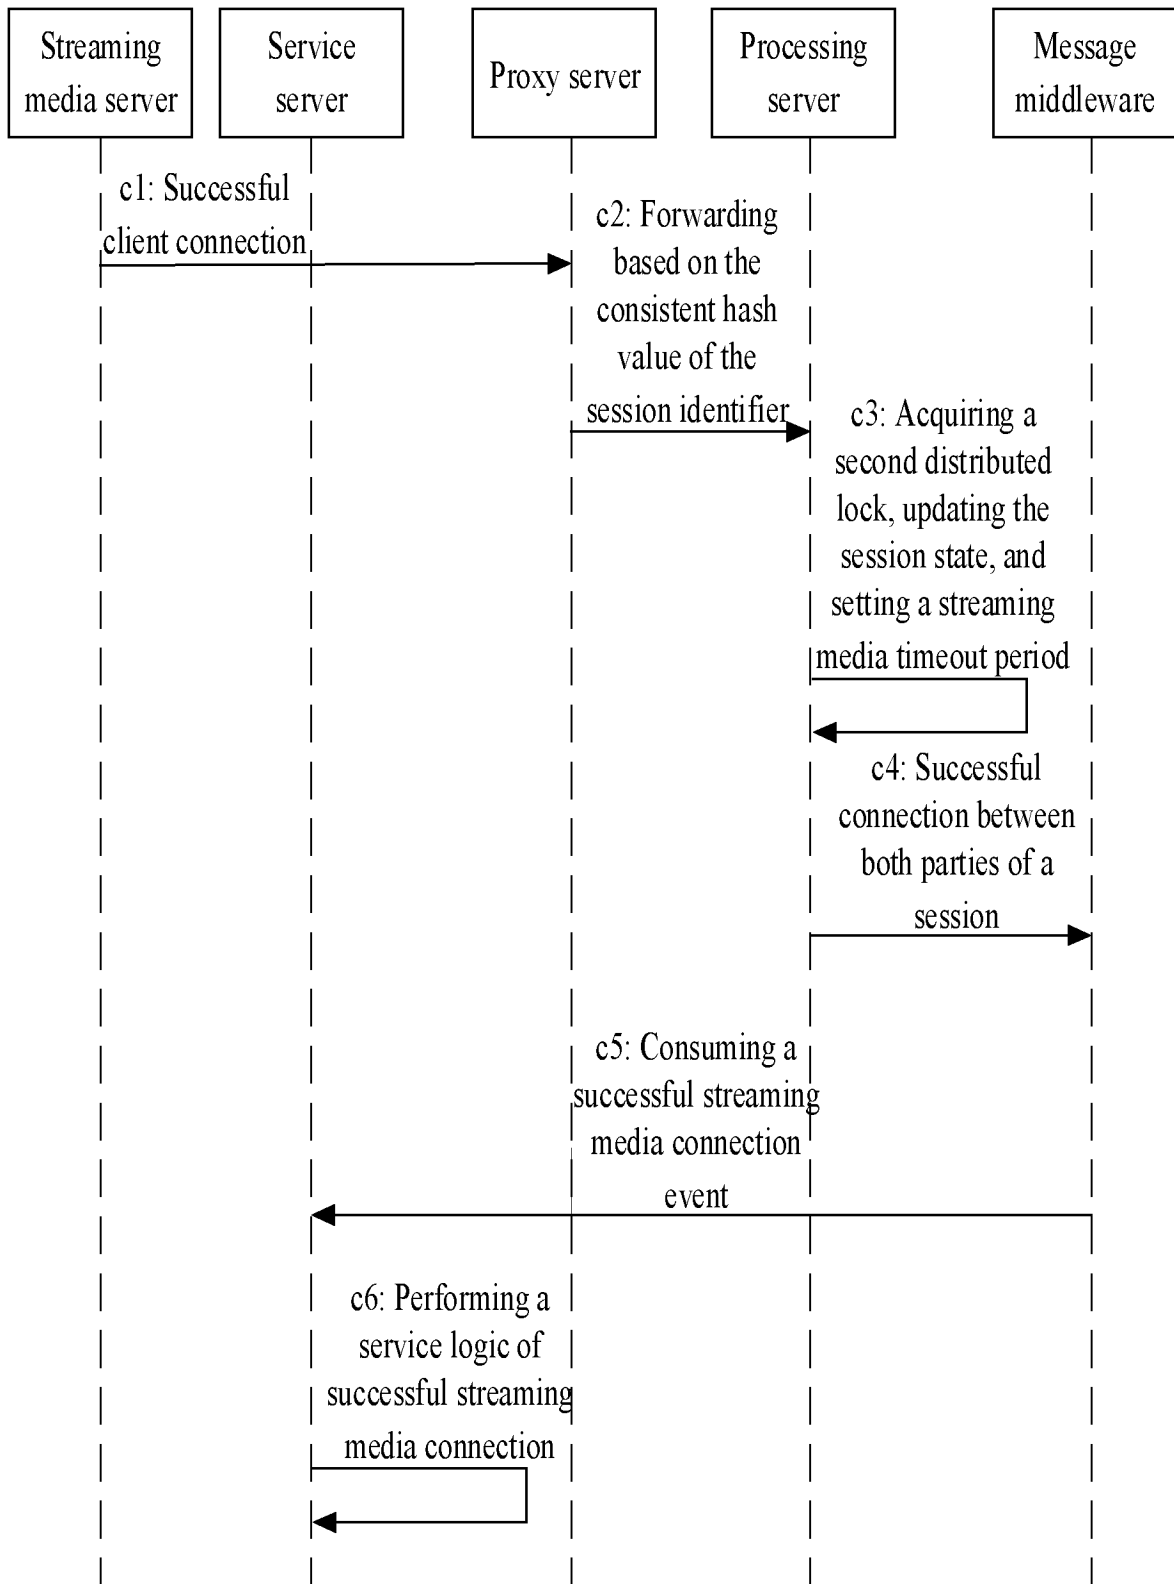 Streaming
media server
Service
server
Proxy server
Processing
server
Message
middleware
c1: Successful
client connection
c2: Forwarding
based on the
consistent hash
value of the
session identifier
c3: Acquiring a
second distributed
lock, updating the
session state, and
setting a streaming
media timeout period
c4: Successful
connection between
both parties of a
session
c5: Consuming a
successful streaming
media connection
event
c6: Performing a
service logic of
successful streaming
media connection